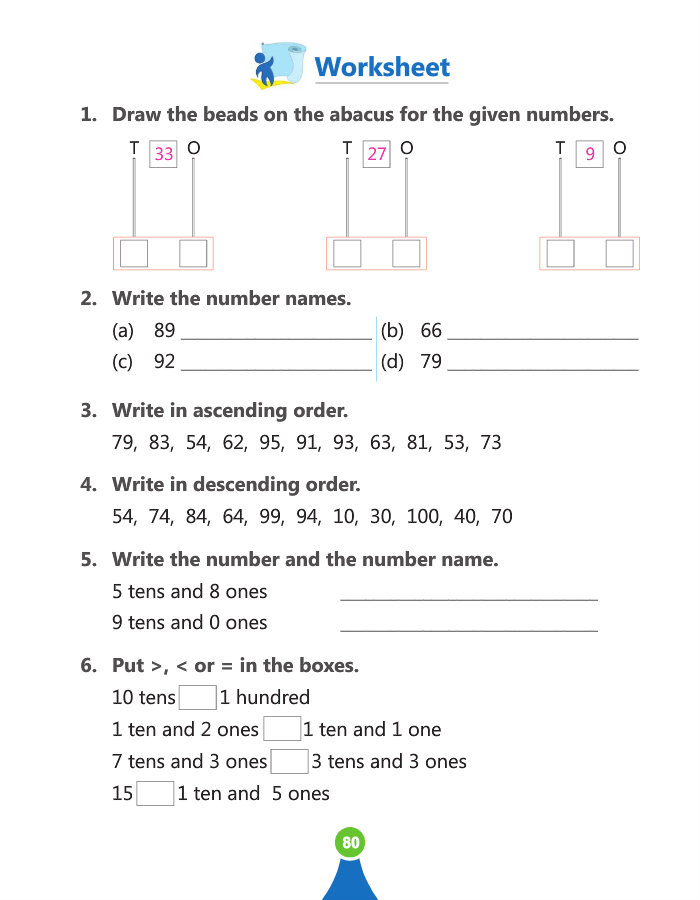 Worksheet
1. Draw the beads on the abacus for the given numbers.
T 33 O T 27 O T 9 O
2. Write the number names.
(a) 89 ____________________ (b) 66 ____________________
(c) 92 ____________________ (d) 79 ____________________
3. Write in ascending order.
79, 83, 54, 62, 95, 91, 93, 63, 81, 53, 73
4. Write in descending order.
54, 74, 84, 64, 99, 94, 10, 30, 100, 40, 70
5. Write the number and the number name.
5 tens and 8 ones ___________________________
9 tens and 0 ones ___________________________
6. Put >, < or = in the boxes.
10 tens 1 hundred
1 ten and 2 ones 1 ten and 1 one
7 tens and 3 ones 3 tens and 3 ones
15 1 ten and 5 ones
80